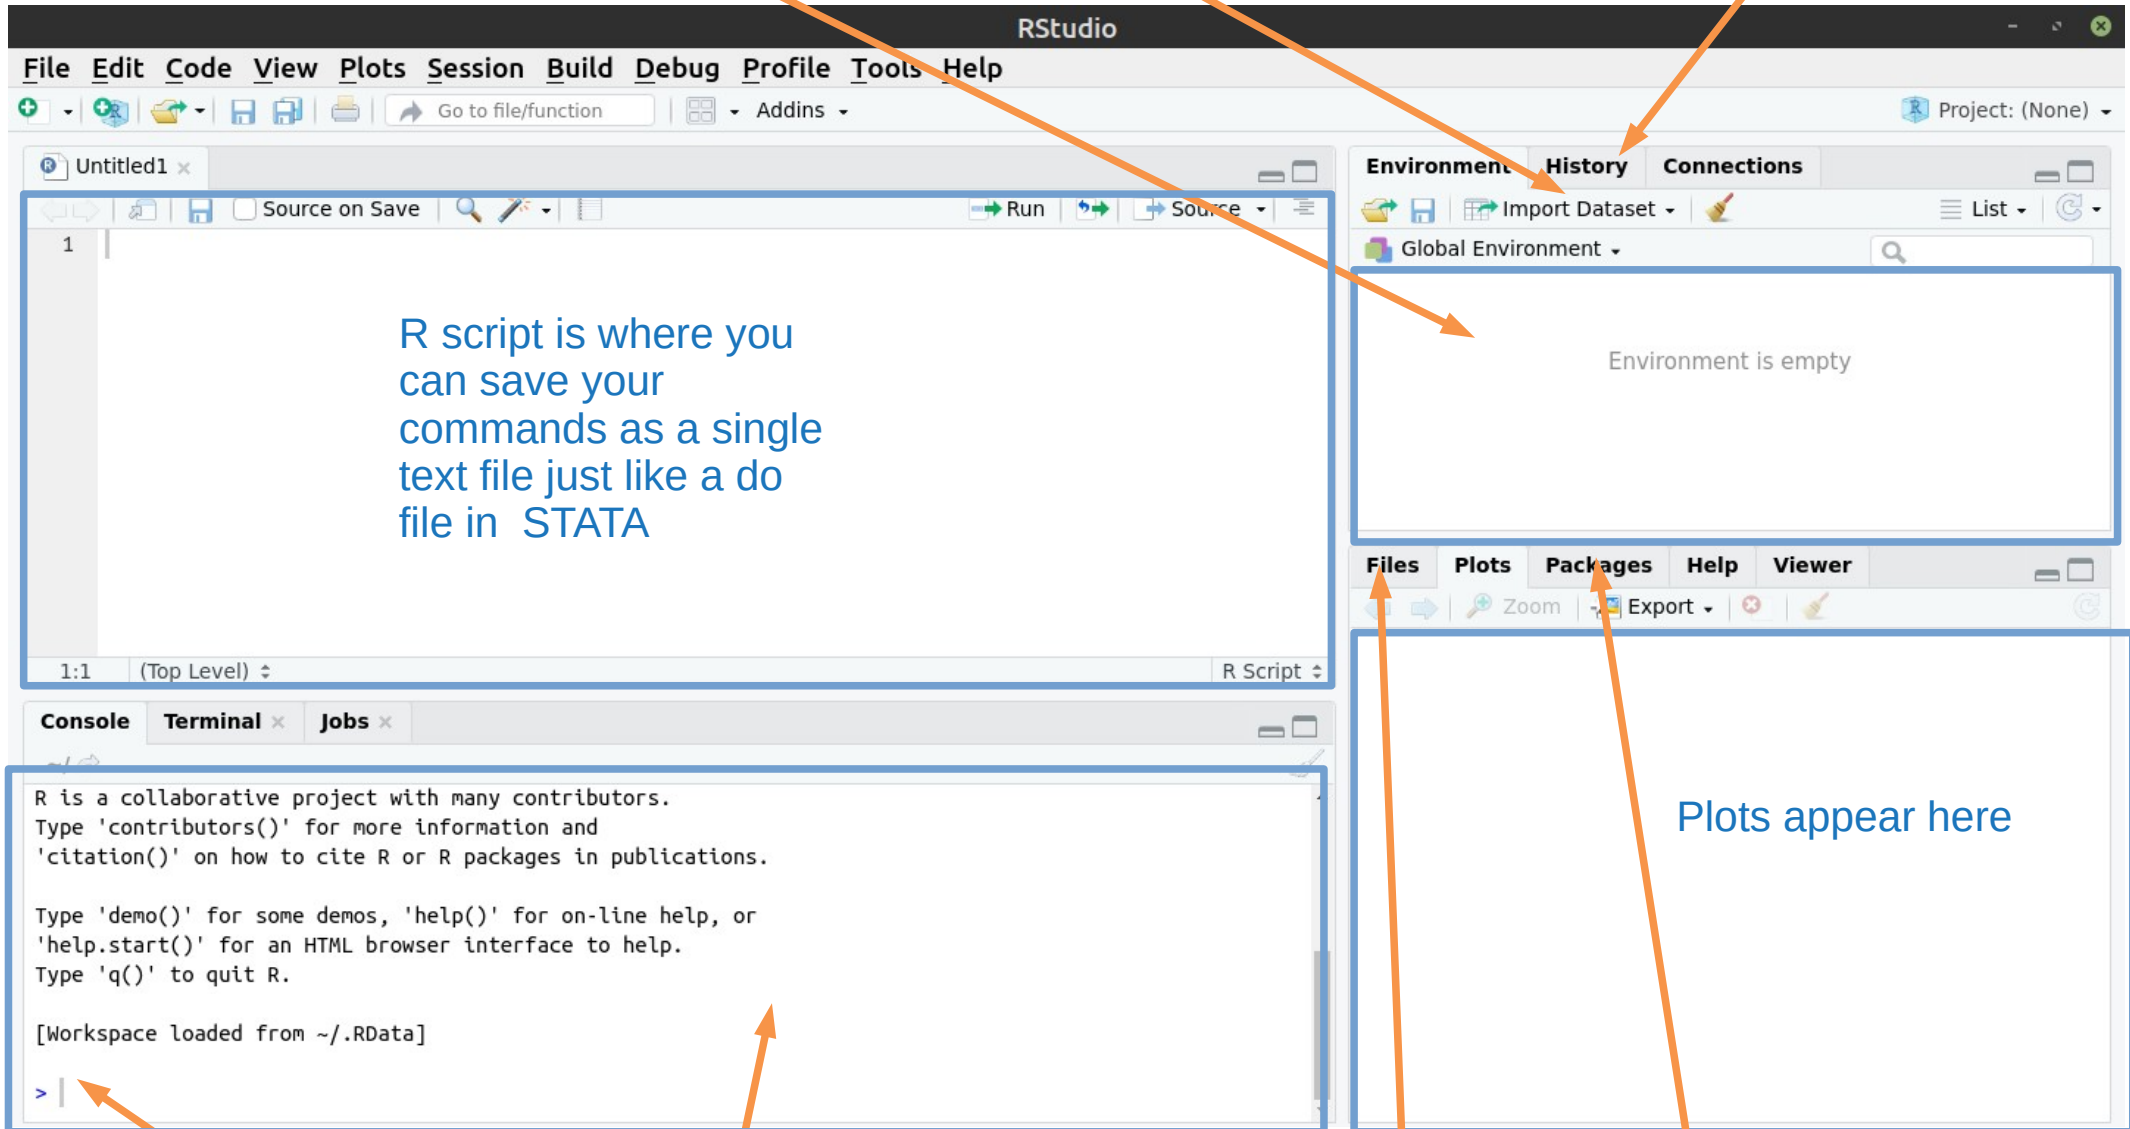 RStudio
File Edit Code View Plots Session Build Debug Profile Tools Help
Go to file/function Addins Project: (None)
Untitled1
Source on Save Run Source
1
R script is where you
can save your
commands as a single
text file just like a do
file in STATA
1:1 (Top Level) R Script
Environment History Connections
Import Dataset List
Global Environment
Environment is empty
Files Plots Packages Help Viewer
Zoom Export
Plots appear here
Console Terminal Jobs
~/
R is a collaborative project with many contributors.
Type 'contributors()' for more information and
'citation()' on how to cite R or R packages in publications.
Type 'demo()' for some demos, 'help()' for on-line help, or
'help.start()' for an HTML browser interface to help.
Type 'q()' to quit R.
[Workspace loaded from ~/.RData]
>